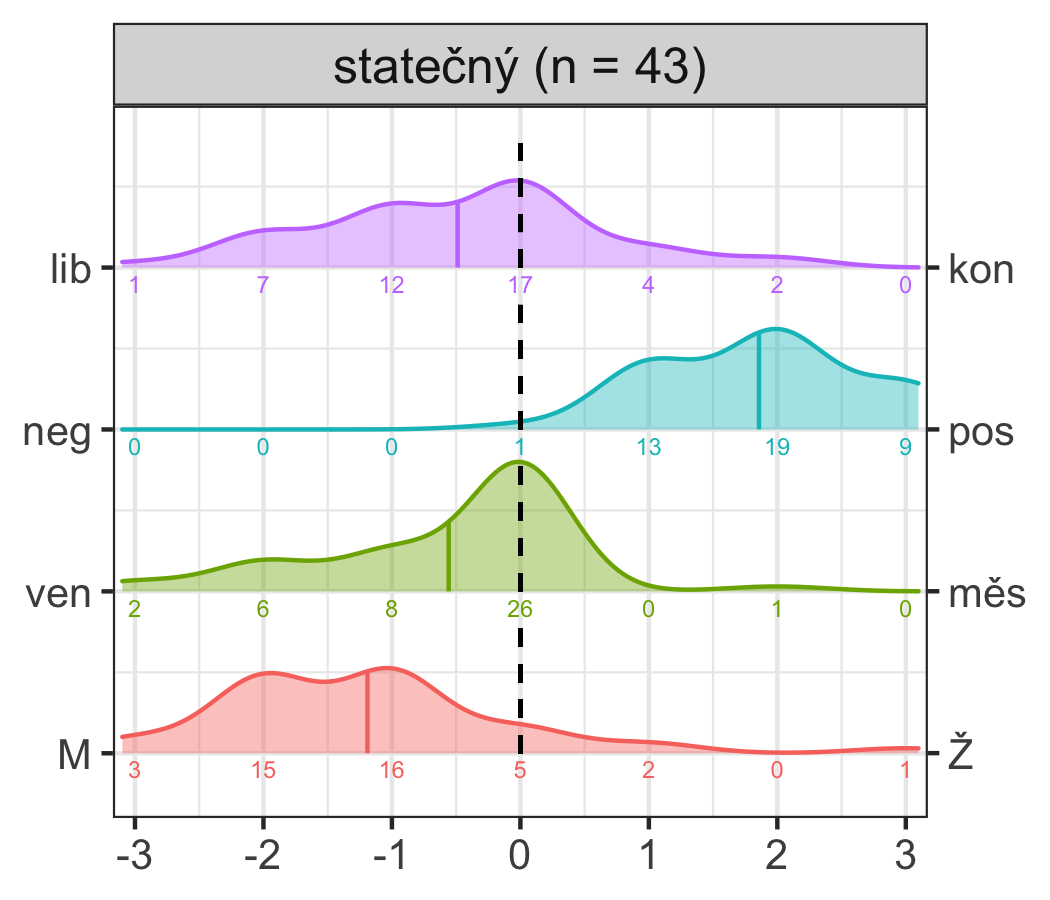 statečný (n = 43)
lib kon
1 7 12 17 4 2 0
neg pos
0 0 0 1 13 19 9
ven měs
2 6 8 26 0 1 0
M Ž
3 15 16 5 2 0 1
-3 -2 -1 0 1 2 3